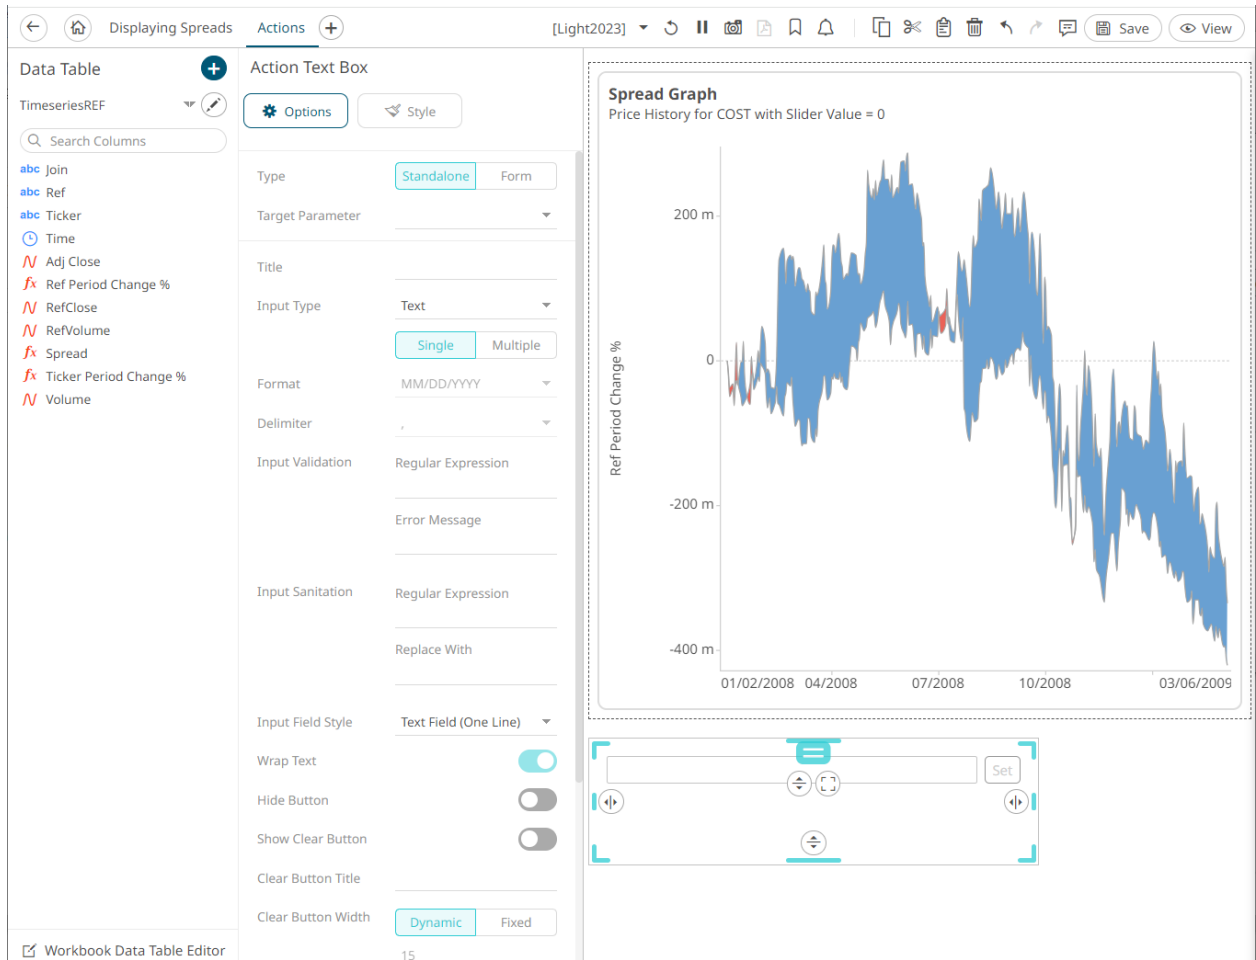 Displaying Spreads
Actions
[Light2023]
Save
View
Data Table
TimeseriesREF
Search Columns
abc Join
abc Ref
abc Ticker
Time
Adj Close
fx Ref Period Change %
RefClose
RefVolume
fx Spread
fx Ticker Period Change %
Volume
Workbook Data Table Editor
Action Text Box
Options
Style
Type
Standalone
Form
Target Parameter
Title
Input Type
Text
Single
Multiple
Format
MM/DD/YYYY
Delimiter
,
Input Validation
Regular Expression
Error Message
Input Sanitation
Regular Expression
Replace With
Input Field Style
Text Field (One Line)
Wrap Text
Hide Button
Show Clear Button
Clear Button Title
Clear Button Width
Dynamic
Fixed
15
Spread Graph
Price History for COST with Slider Value = 0
Ref Period Change %
200 m
0
-200 m
-400 m
01/02/2008
04/2008
07/2008
10/2008
03/06/2009
Set